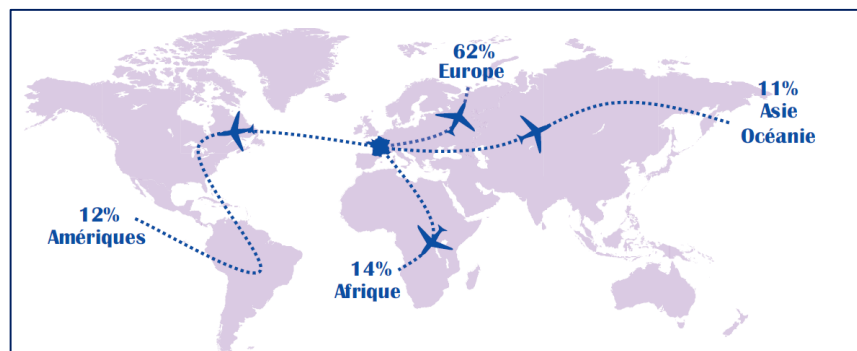 62%
Europe
11%
Asie
Océanie
12%
Amériques
14%
Afrique